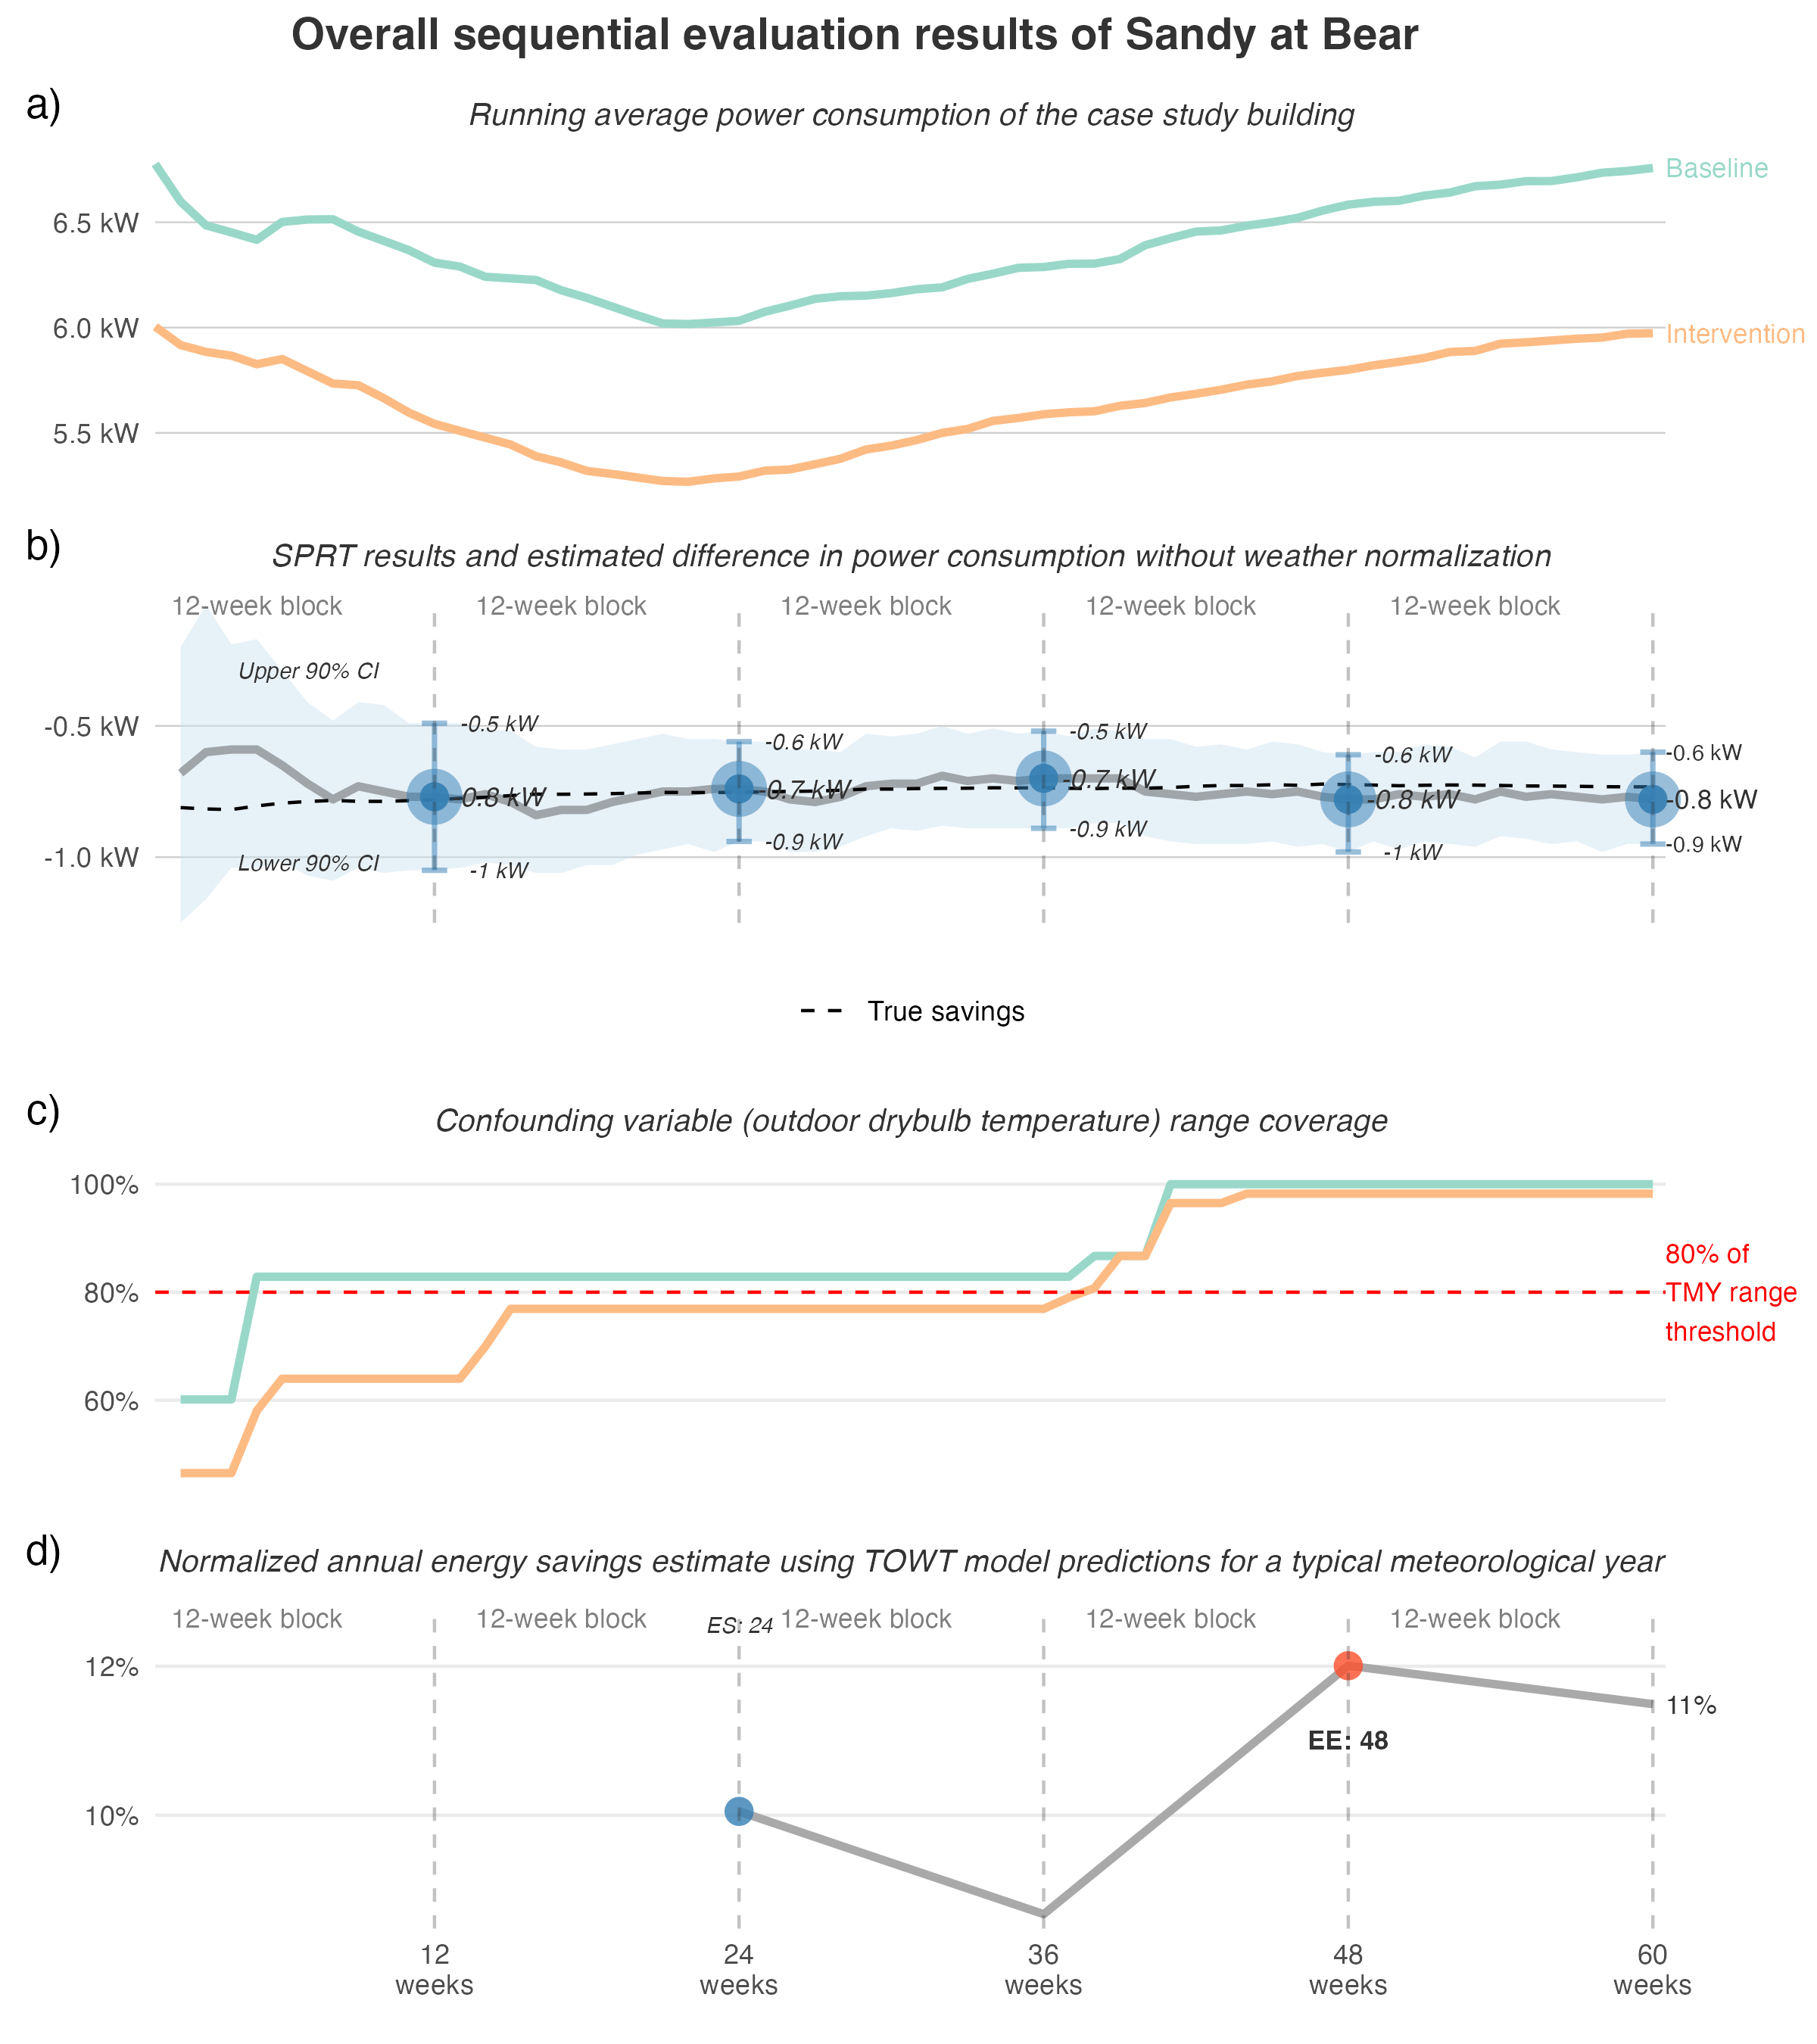 Overall sequential evaluation results of Sandy at Bear
a)
Running average power consumption of the case study building
Baseline
6.5 kW
6.0 kW
Intervention
5.5 kW
b)
SPRT results and estimated difference in power consumption without weather normalization
12-week block 12-week block 12-week block 12-week block 12-week block
Upper 90% CI
-0.5 kW
-0.5 kW -0.6 kW -0.5 kW -0.6 kW -0.6 kW
-0.8 kW -0.7 kW -0.7 kW -0.8 kW -0.8 kW
-1.0 kW
Lower 90% CI
-1 kW -0.9 kW -0.9 kW -1 kW -0.9 kW
True savings
c)
Confounding variable (outdoor drybulb temperature) range coverage
100%
80%
60%
80% of
TMY range
threshold
d)
Normalized annual energy savings estimate using TOWT model predictions for a typical meteorological year
12-week block 12-week block ES: 24 12-week block 12-week block 12-week block
12%
11%
EE: 48
10%
12 24 36 48 60
weeks weeks weeks weeks weeks